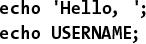 echo 'Hello, ';
echo USERNAME;